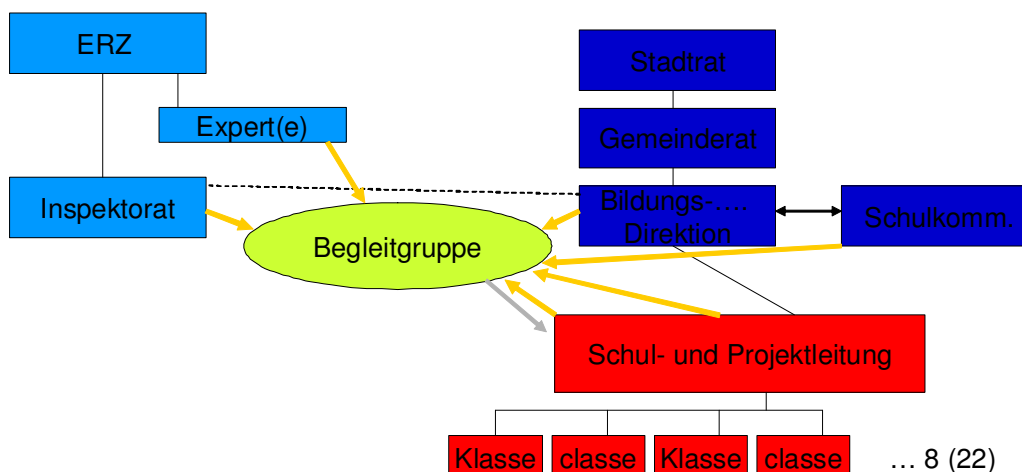 ERZ
Stadtrat
Expert(e)
Gemeinderat
Inspektorat
Bildungs-….
Direktion
Schulkomm.
Begleitgruppe
Schul- und Projektleitung
Klasse
classe
Klasse
classe
… 8 (22)